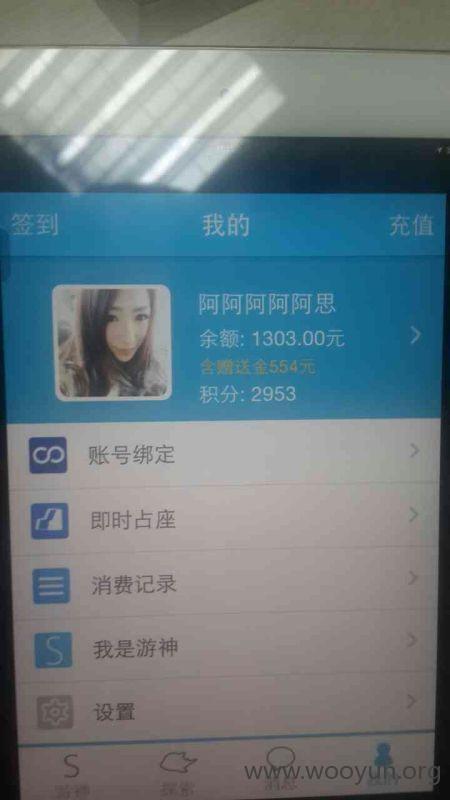 签到
我的
充值
阿阿阿阿阿思
余额: 1303.00元
含赠送金554元
积分: 2953
账号绑定
即时占座
消费记录
我是游神
设置
游神
探索
消息
我的
www.wooyun.org